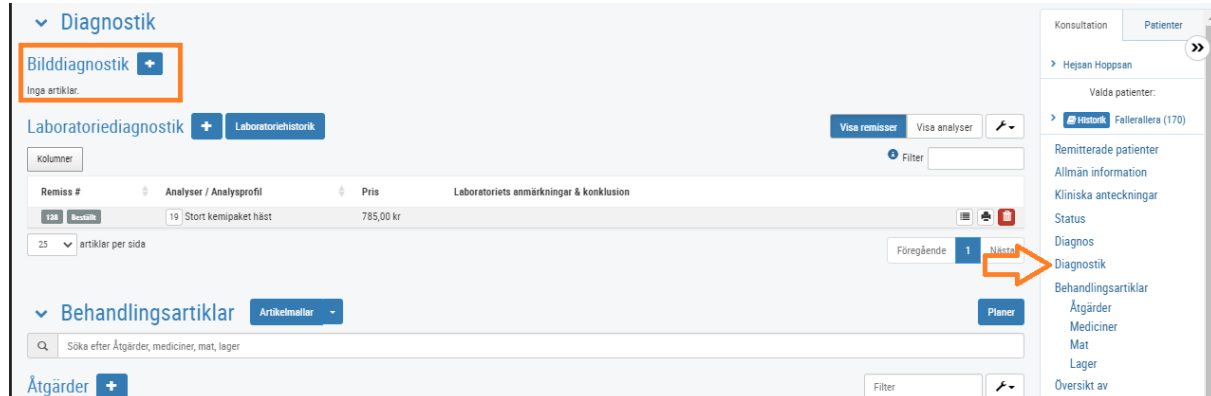 Diagnostik
Bilddiagnostik +
Inga artiklar.
Laboratoriediagnostik + Laboratoriehistorik Visa remisser Visa analyser
Kolumner Filter
Remiss # Analyser / Analysprofil Pris Laboratoriets anmärkningar & konklusion
138 Beställt 19 Stort kemipaket häst 785,00 kr
25 artiklar per sida Föregående 1 Nästa
Behandlingsartiklar Artikelmallar Planer
Söka efter Åtgärder, mediciner, mat, lager
Åtgärder + Filter
Konsultation Patienter
Hejsan Hoppsan
Valda patienter:
Historik Fallerallera (170)
Remitterade patienter
Allmän information
Kliniska anteckningar
Status
Diagnos
Diagnostik
Behandlingsartiklar
Åtgärder
Mediciner
Mat
Lager
Översikt av